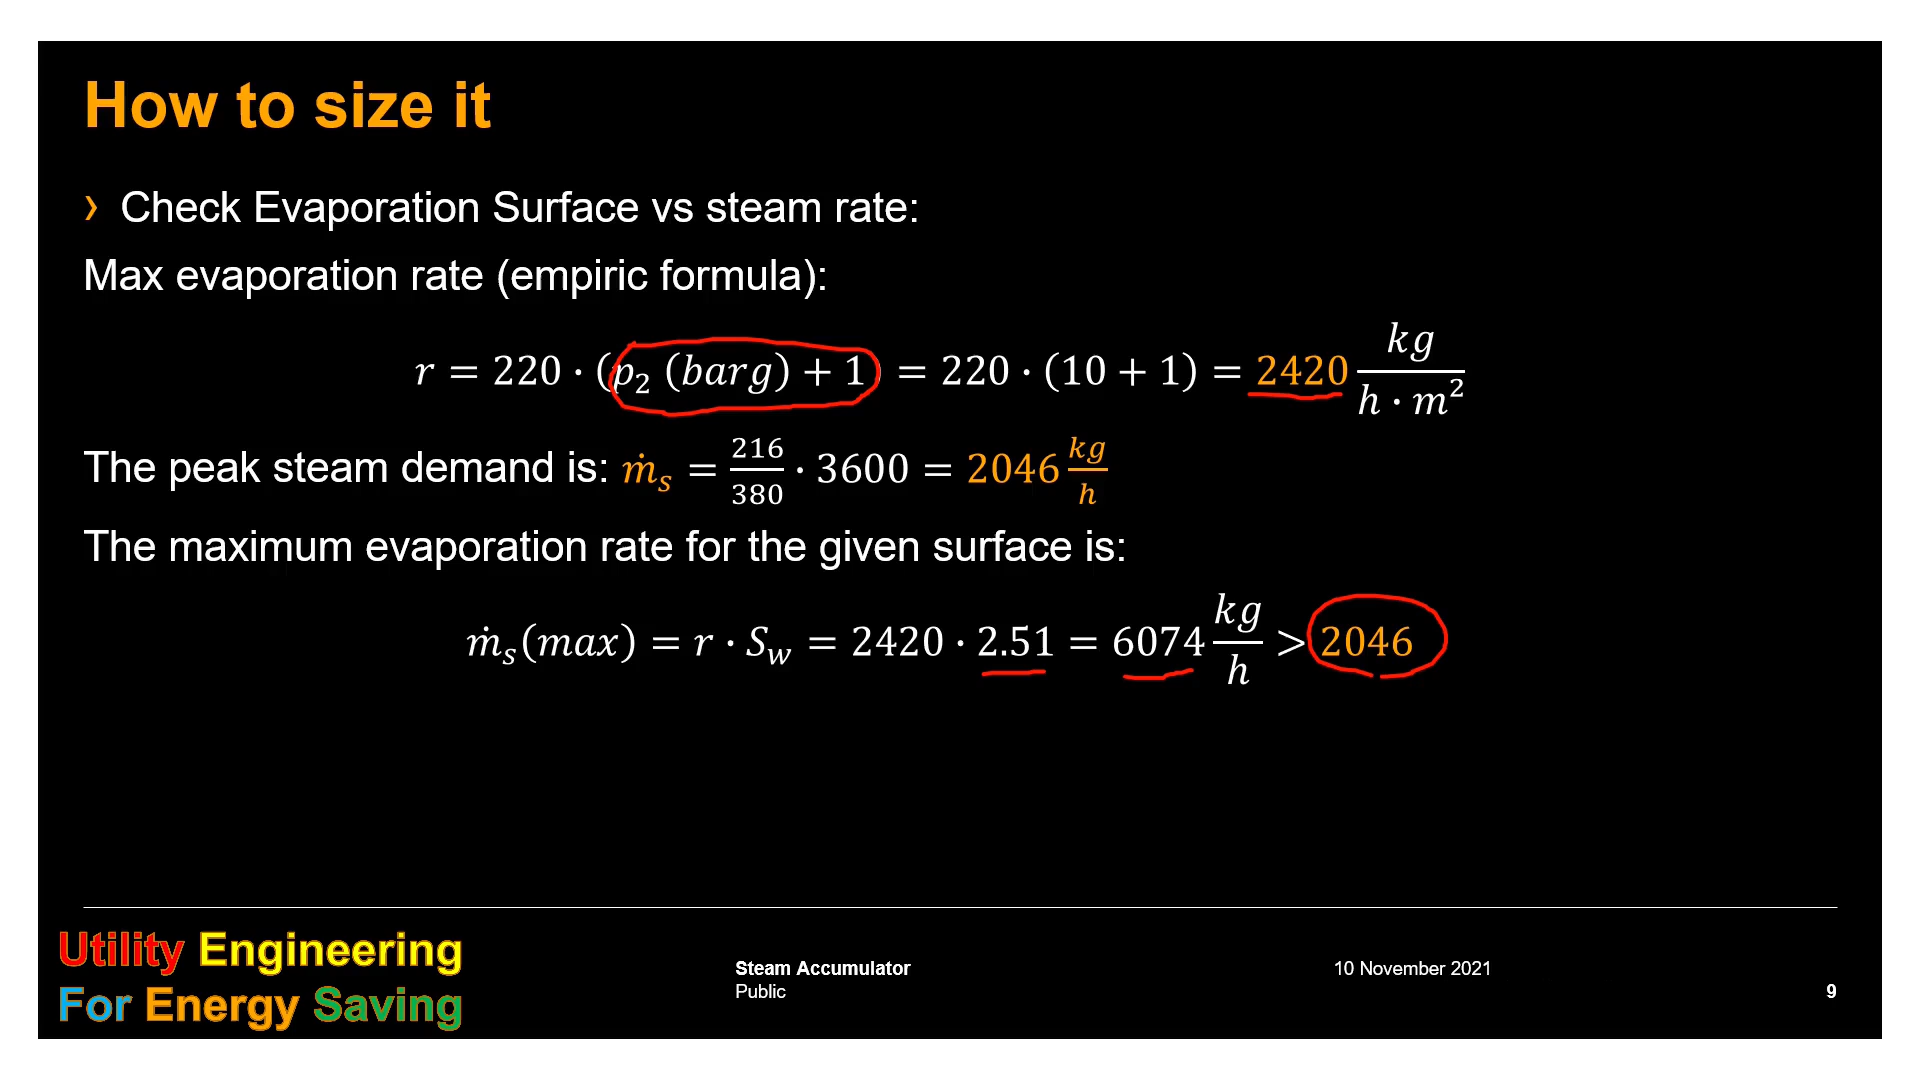 How to size it
› Check Evaporation Surface vs steam rate:
Max evaporation rate (empiric formula):
r = 220 · (p₂ (barg) + 1) = 220 · (10 + 1) = 2420 kg / h · m²
The peak steam demand is: ṁₛ = 216 / 380 · 3600 = 2046 kg / h
The maximum evaporation rate for the given surface is:
ṁₛ(max) = r · S_w = 2420 · 2.51 = 6074 kg / h > 2046
Utility Engineering
For Energy Saving
Steam Accumulator
Public
10 November 2021
9